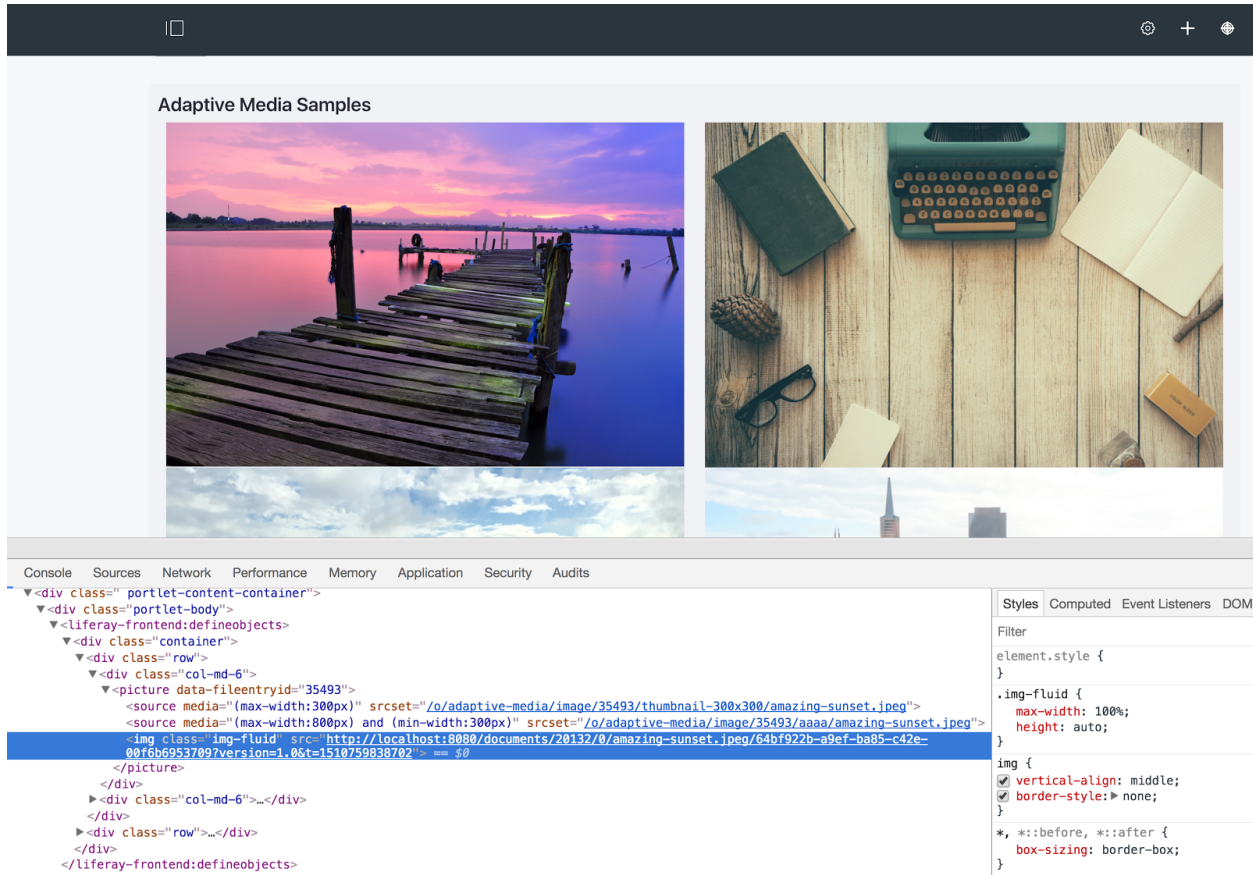 Adaptive Media Samples
Console Sources Network Performance Memory Application Security Audits
▼<div class=" portlet-content-container">
▼<div class="portlet-body">
▼<liferay-frontend:defineobjects>
▼<div class="container">
▼<div class="row">
▼<div class="col-md-6">
▼<picture data-fileentryid="35493">
<source media="(max-width:300px)" srcset="/o/adaptive-media/image/35493/thumbnail-300x300/amazing-sunset.jpeg">
<source media="(max-width:800px) and (min-width:300px)" srcset="/o/adaptive-media/image/35493/aaaa/amazing-sunset.jpeg">
<img class="img-fluid" src="http://localhost:8080/documents/20132/0/amazing-sunset.jpeg/64bf922b-a9ef-ba85-c42e-
00f6b6953709?version=1.0&t=1510759838702"> == $0
</picture>
</div>
▶<div class="col-md-6">…</div>
</div>
▶<div class="row">…</div>
</div>
</liferay-frontend:defineobjects>
Styles Computed Event Listeners DOM
Filter
element.style {
}
.img-fluid {
max-width: 100%;
height: auto;
}
img {
vertical-align: middle;
border-style:▶ none;
}
*, *::before, *::after {
box-sizing: border-box;
}